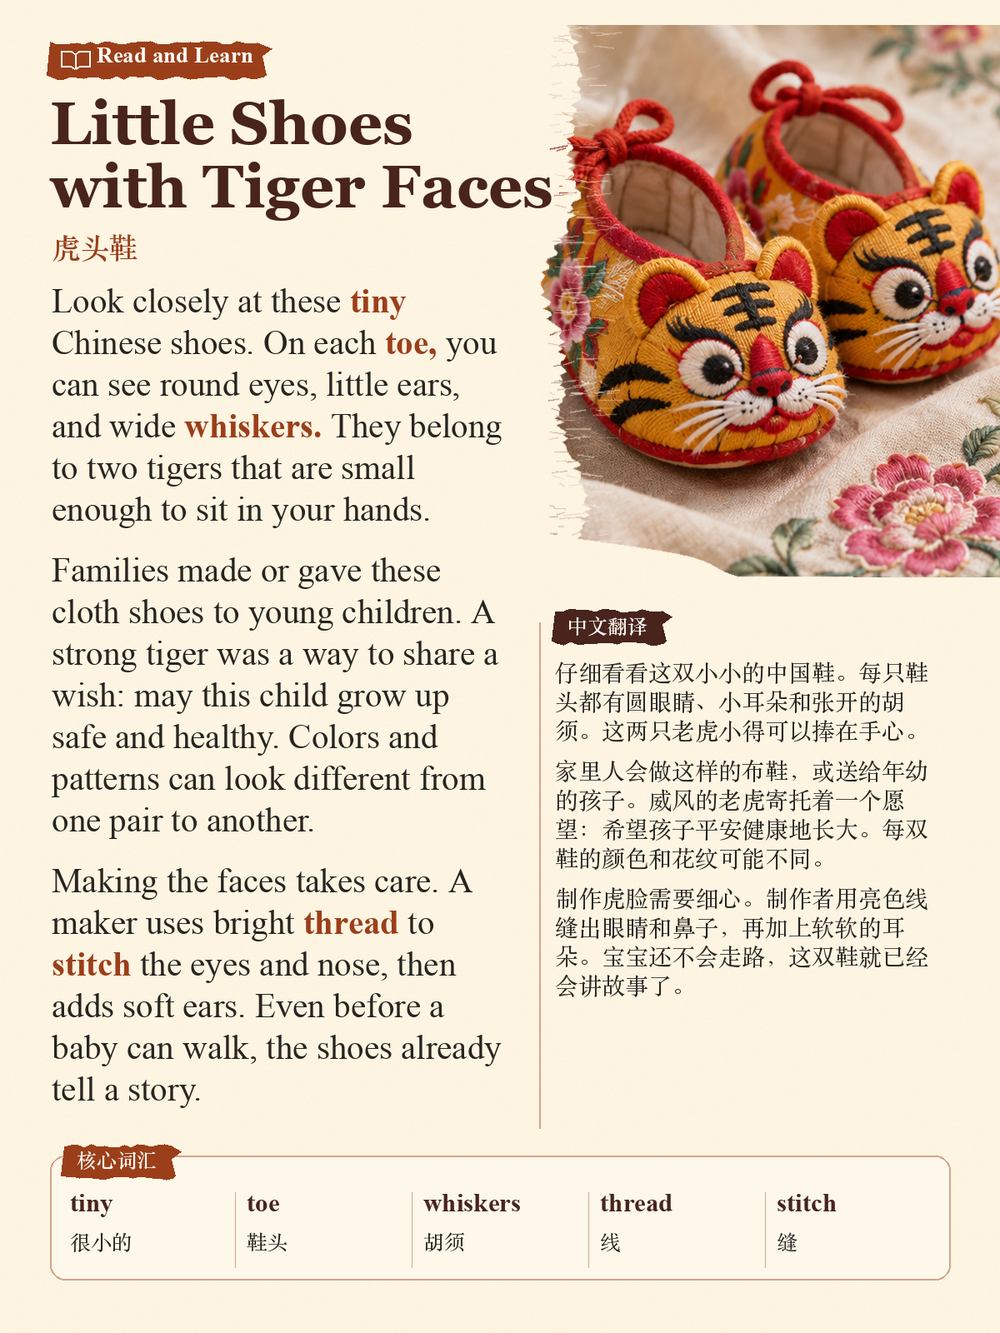 Read and Learn
Little Shoes
with Tiger Faces
虎头鞋
Look closely at these tiny
Chinese shoes. On each toe, you
can see round eyes, little ears,
and wide whiskers. They belong
to two tigers that are small
enough to sit in your hands.
Families made or gave these
cloth shoes to young children. A
strong tiger was a way to share a
wish: may this child grow up
safe and healthy. Colors and
patterns can look different from
one pair to another.
Making the faces takes care. A
maker uses bright thread to
stitch the eyes and nose, then
adds soft ears. Even before a
baby can walk, the shoes already
tell a story.
中文翻译
仔细看看这双小小的中国鞋。每只鞋
头都有圆眼睛、小耳朵和张开的胡
须。这两只老虎小得可以捧在手心。
家里人会做这样的布鞋，或送给年幼
的孩子。威风的老虎寄托着一个愿
望：希望孩子平安健康地长大。每双
鞋的颜色和花纹可能不同。
制作虎脸需要细心。制作者用亮色线
缝出眼睛和鼻子，再加上软软的耳
朵。宝宝还不会走路，这双鞋就已经
会讲故事了。
核心词汇
tiny
很小的
toe
鞋头
whiskers
胡须
thread
线
stitch
缝